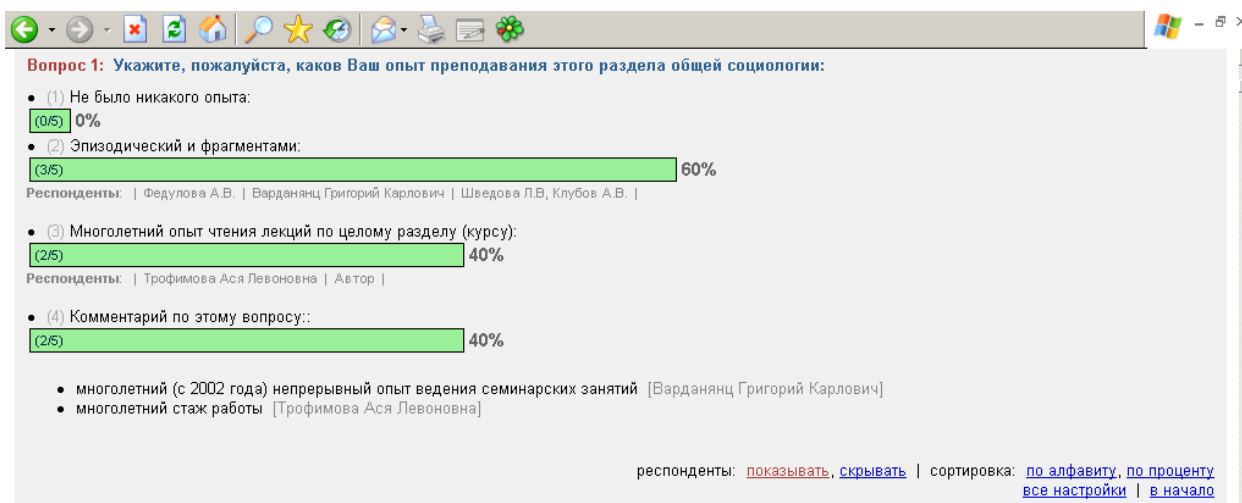 Вопрос 1: Укажите, пожалуйста, каков Ваш опыт преподавания этого раздела общей социологии:
• (1) Не было никакого опыта:
(0/5) 0%
• (2) Эпизодический и фрагментами:
(3/5) 60%
Респонденты: | Федулова А.В. | Варданянц Григорий Карлович | Шведова Л.В, Клубов А.В. |
• (3) Многолетний опыт чтения лекций по целому разделу (курсу):
(2/5) 40%
Респонденты: | Трофимова Ася Левоновна | Автор |
• (4) Комментарий по этому вопросу::
(2/5) 40%
• многолетний (с 2002 года) непрерывный опыт ведения семинарских занятий [Варданянц Григорий Карлович]
• многолетний стаж работы [Трофимова Ася Левоновна]
респонденты: показывать, скрывать | сортировка: по алфавиту, по проценту
все настройки | в начало